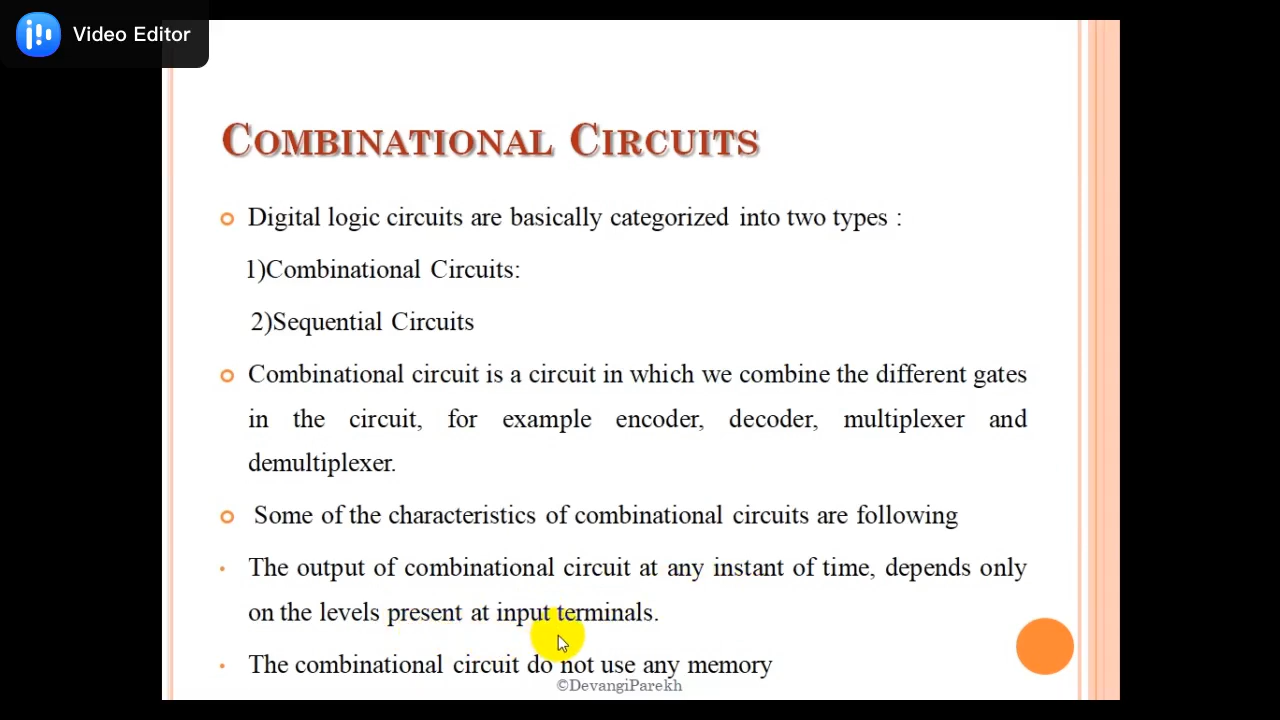 Video Editor
COMBINATIONAL CIRCUITS
Digital logic circuits are basically categorized into two types :
1)Combinational Circuits:
2)Sequential Circuits
Combinational circuit is a circuit in which we combine the different gates
in the circuit, for example encoder, decoder, multiplexer and
demultiplexer.
Some of the characteristics of combinational circuits are following
The output of combinational circuit at any instant of time, depends only
on the levels present at input terminals.
The combinational circuit do not use any memory
©DevangiParekh